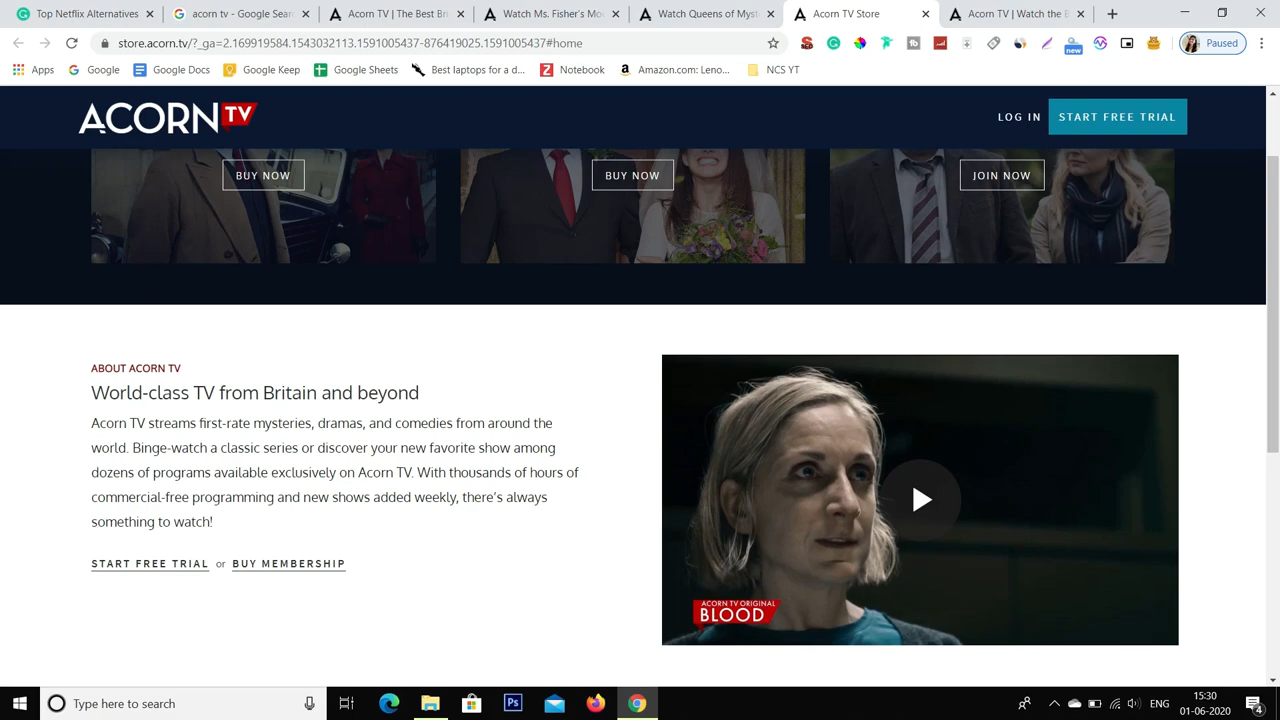 Top Netflix Alternatives
acorn tv - Google Sear
Acorn TV | The Best Bri
Watch Ms. Fisher's Mo
Watch Queens of Myst
Acorn TV Store
Acorn TV | Watch the B
store.acorn.tv/?_ga=2.169919584.1543032113.1591005437-876419025.1591005437#home
new
Paused
Apps
Google
Google Docs
Google Keep
Google Sheets
Best laptops for a d...
Notebook
Amazon.com: Leno...
NCS YT
ACORN TV
LOG IN
START FREE TRIAL
BUY NOW
BUY NOW
JOIN NOW
ABOUT ACORN TV
World-class TV from Britain and beyond
Acorn TV streams first-rate mysteries, dramas, and comedies from around the
world. Binge-watch a classic series or discover your new favorite show among
dozens of programs available exclusively on Acorn TV. With thousands of hours of
commercial-free programming and new shows added weekly, there's always
something to watch!
START FREE TRIAL or BUY MEMBERSHIP
ACORN TV ORIGINAL
BLOOD
Type here to search
Ps
ENG
15:30
01-06-2020
4